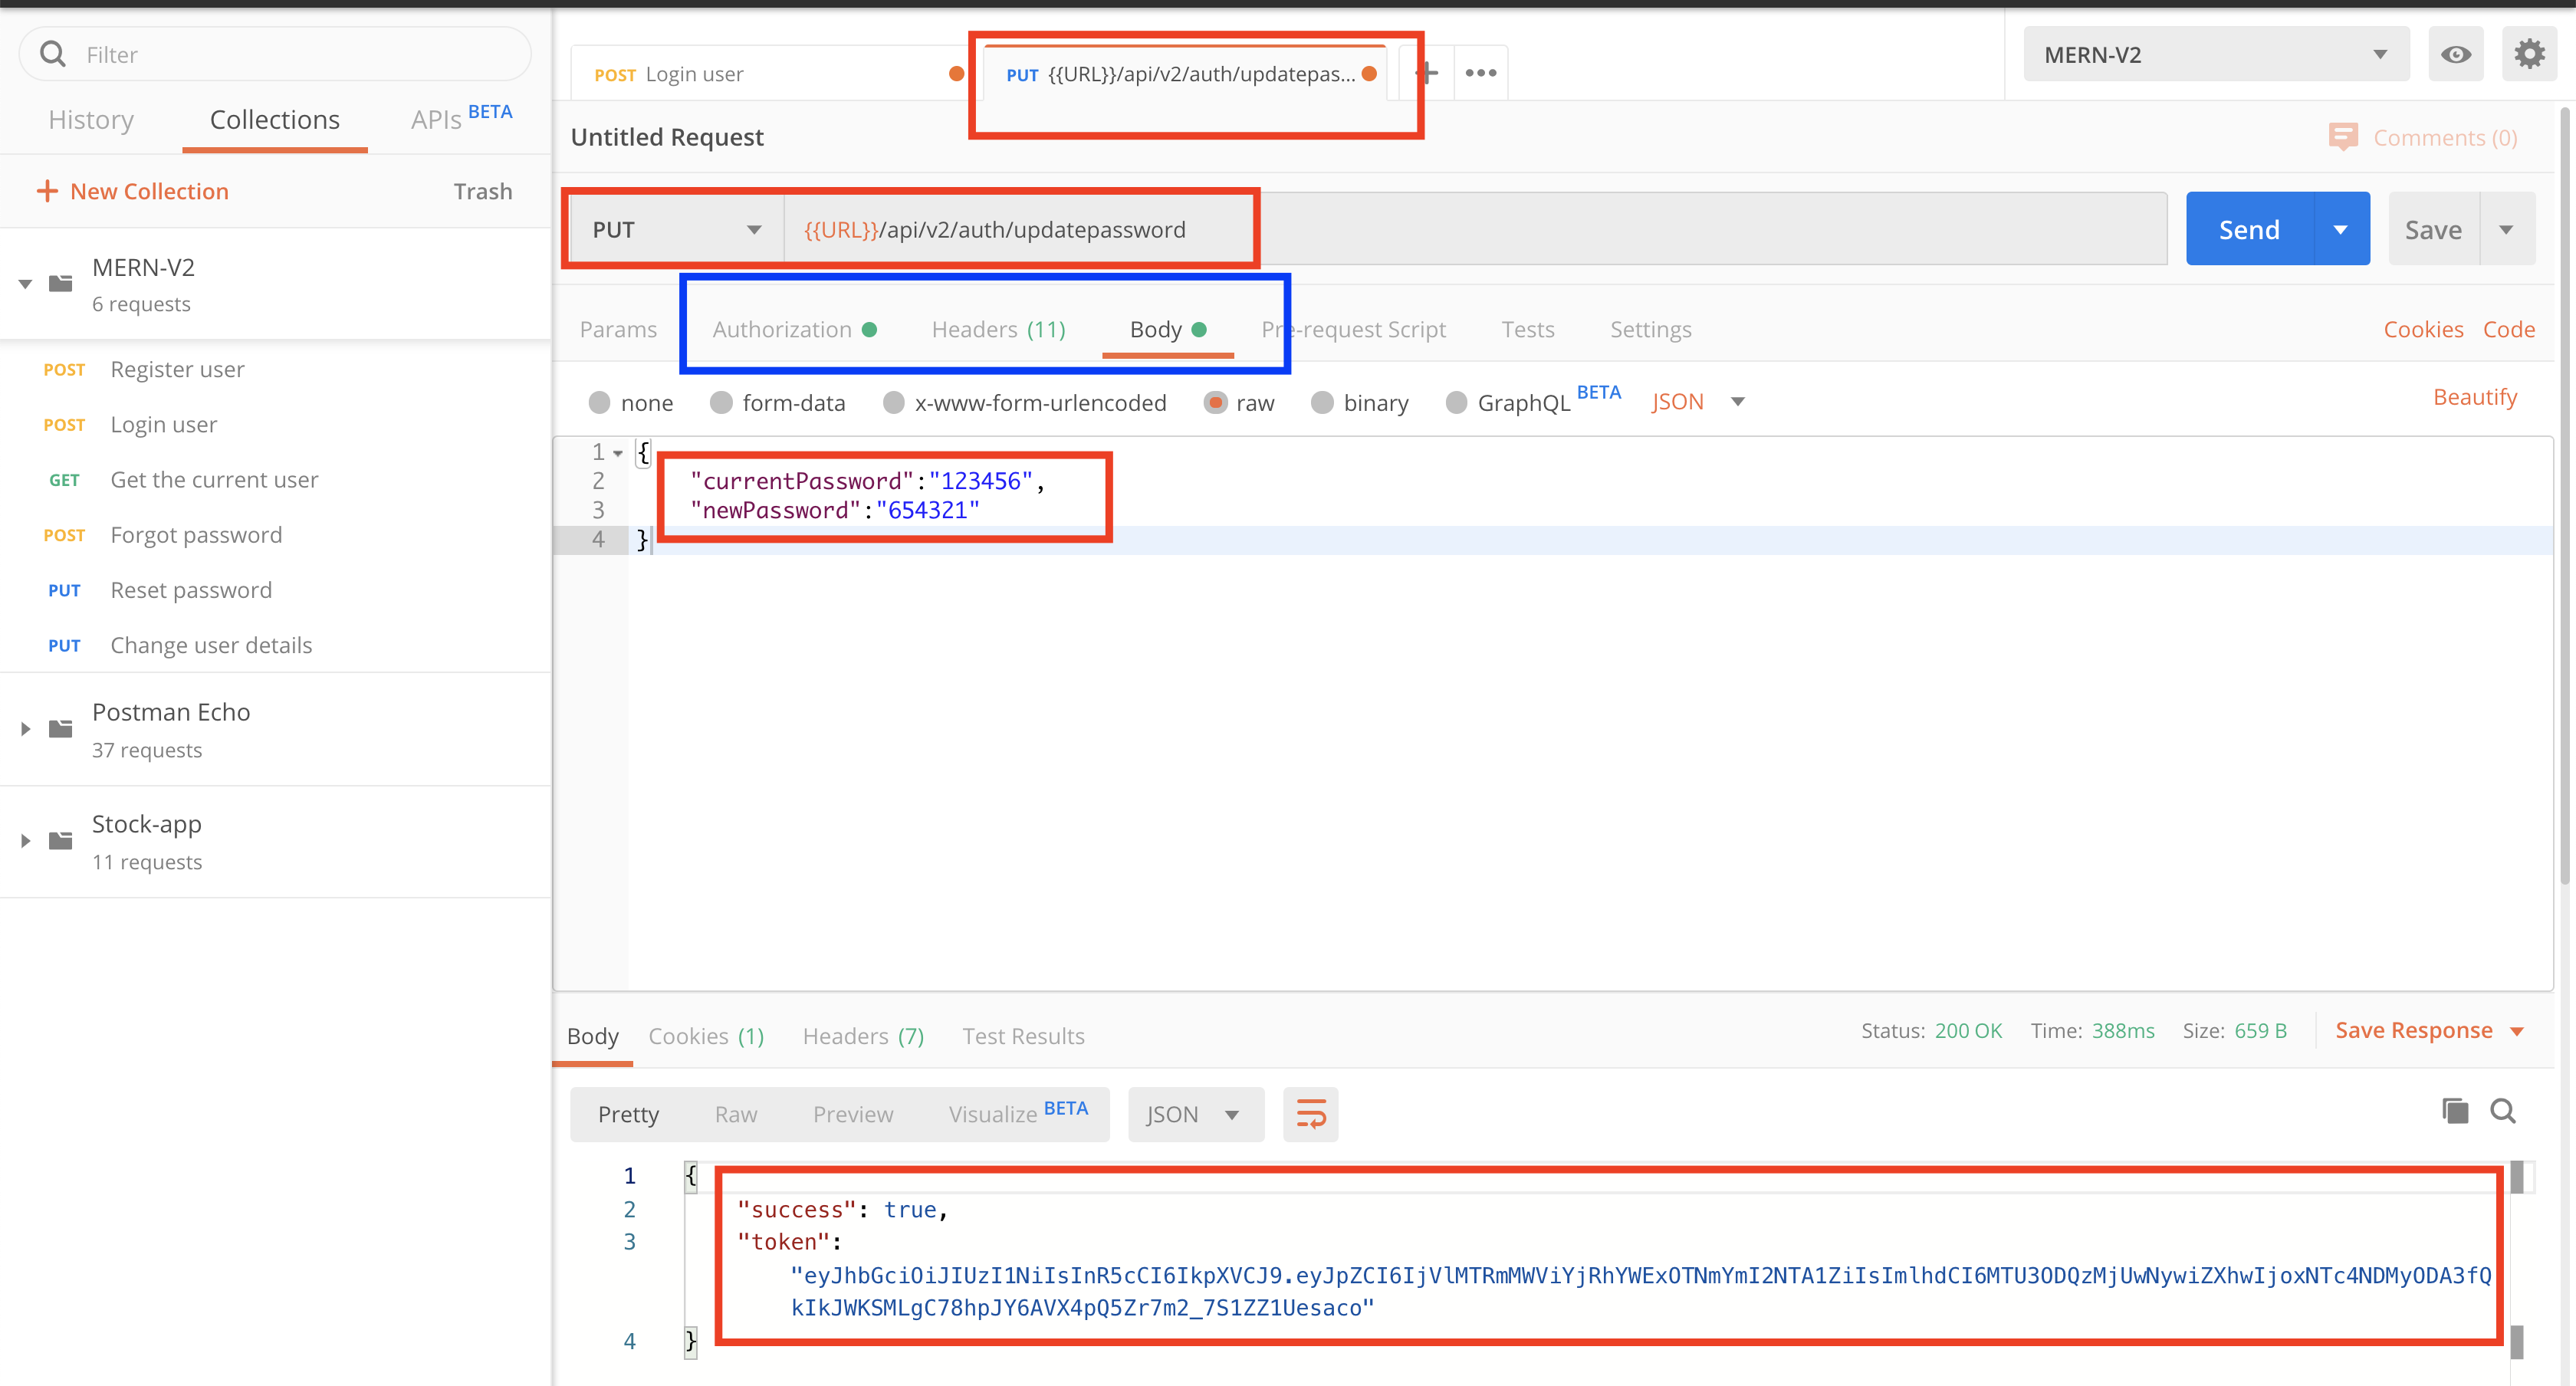 Filter
History Collections APIs BETA
+ New Collection Trash
MERN-V2
6 requests
POST Register user
POST Login user
GET Get the current user
POST Forgot password
PUT Reset password
PUT Change user details
Postman Echo
37 requests
Stock-app
11 requests
POST Login user PUT {{URL}}/api/v2/auth/updatepas... + •••
MERN-V2
Untitled Request
Comments (0)
PUT {{URL}}/api/v2/auth/updatepassword Send Save
Params Authorization Headers (11) Body Pre-request Script Tests Settings Cookies Code
none form-data x-www-form-urlencoded raw binary GraphQL BETA JSON Beautify
1 {
2 "currentPassword":"123456",
3 "newPassword":"654321"
4 }
Body Cookies (1) Headers (7) Test Results Status: 200 OK Time: 388ms Size: 659 B Save Response
Pretty Raw Preview Visualize BETA JSON
1 {
2 "success": true,
3 "token":
"eyJhbGciOiJIUzI1NiIsInR5cCI6IkpXVCJ9.eyJpZCI6IjVlMTRmMWViYjRhYWExOTNmYmI2NTA1ZiIsImlhdCI6MTU3ODQzMjUwNywiZXhwIjoxNTc4NDMyODA3fQ
kIkJWKSMLgC78hpJY6AVX4pQ5Zr7m2_7S1ZZ1Uesaco"
4 }